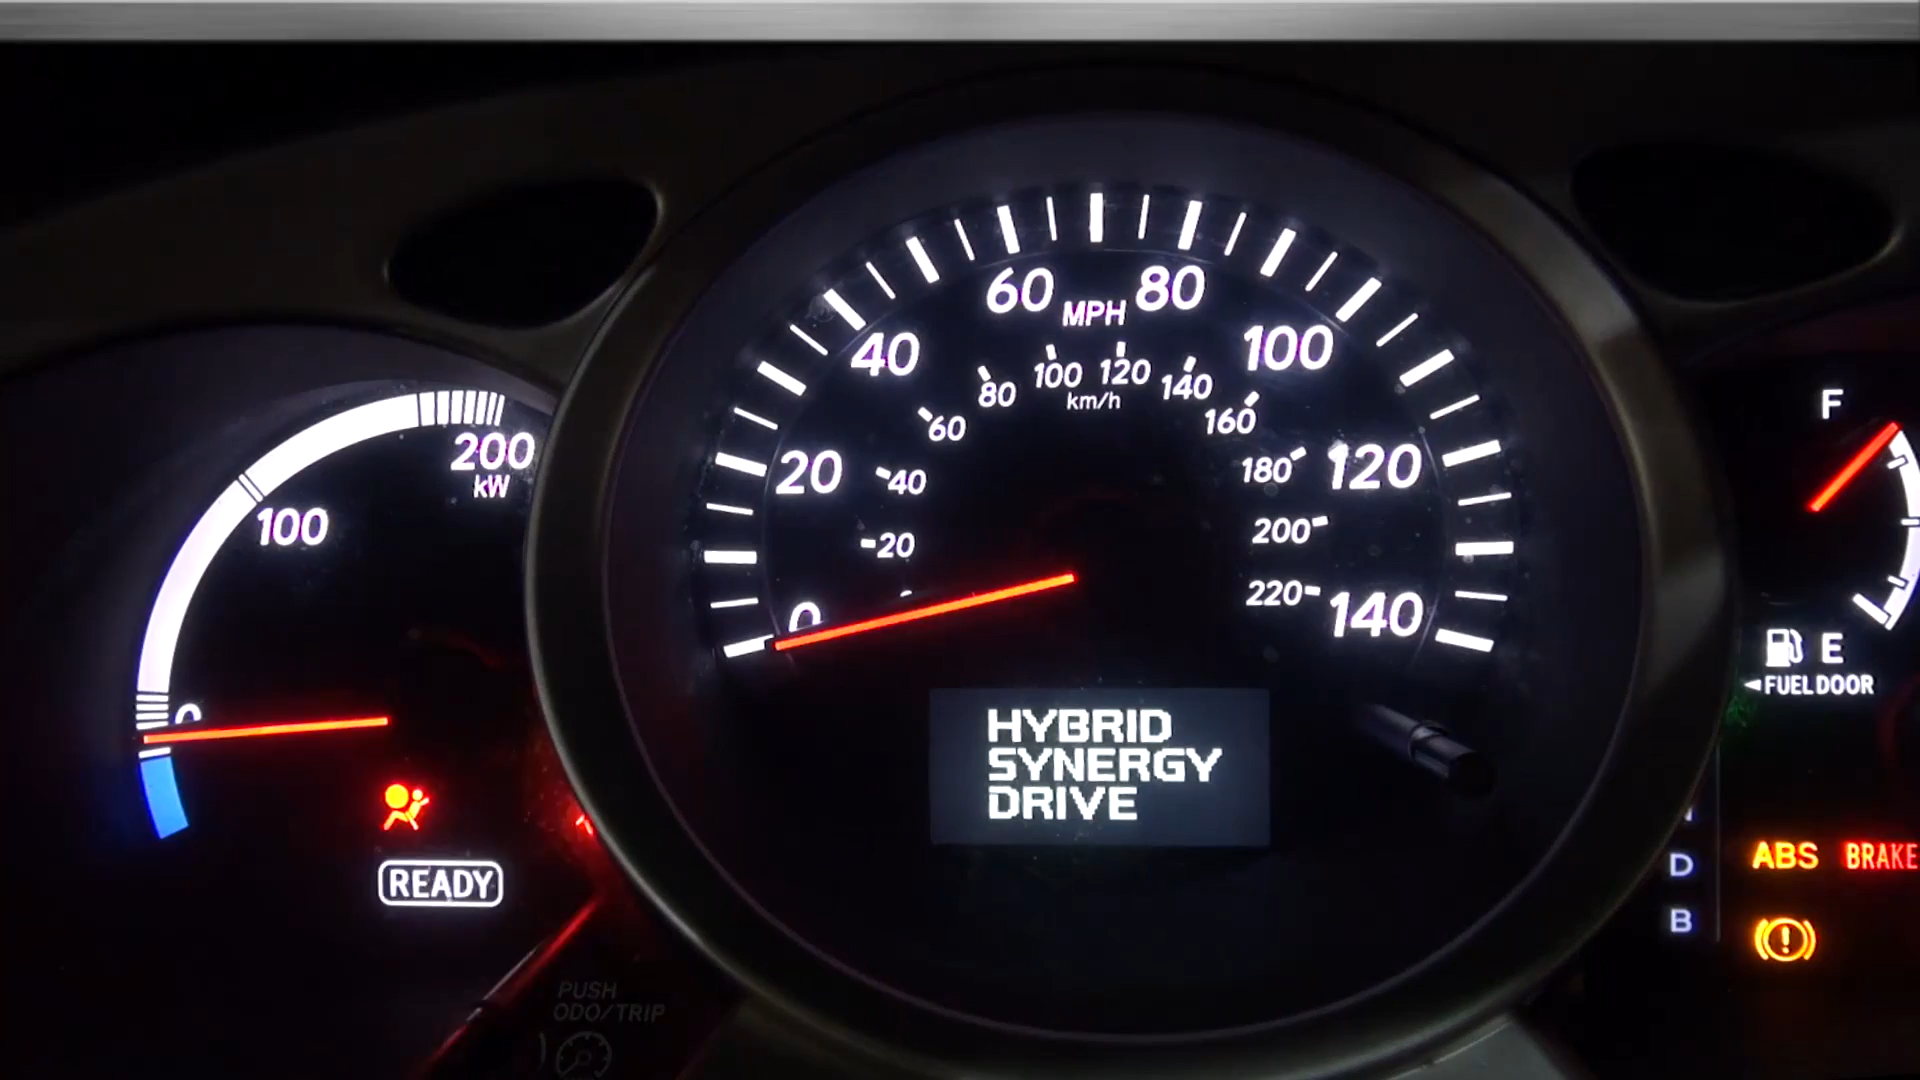 200
kW
100
0
READY
PUSH
ODO/TRIP
60
80
MPH
40
100
20
120
0
140
80
100
120
140
km/h
60
160
40
180
20
200
220
HYBRID
SYNERGY
DRIVE
F
E
◄FUEL DOOR
D
B
ABS
BRAKE